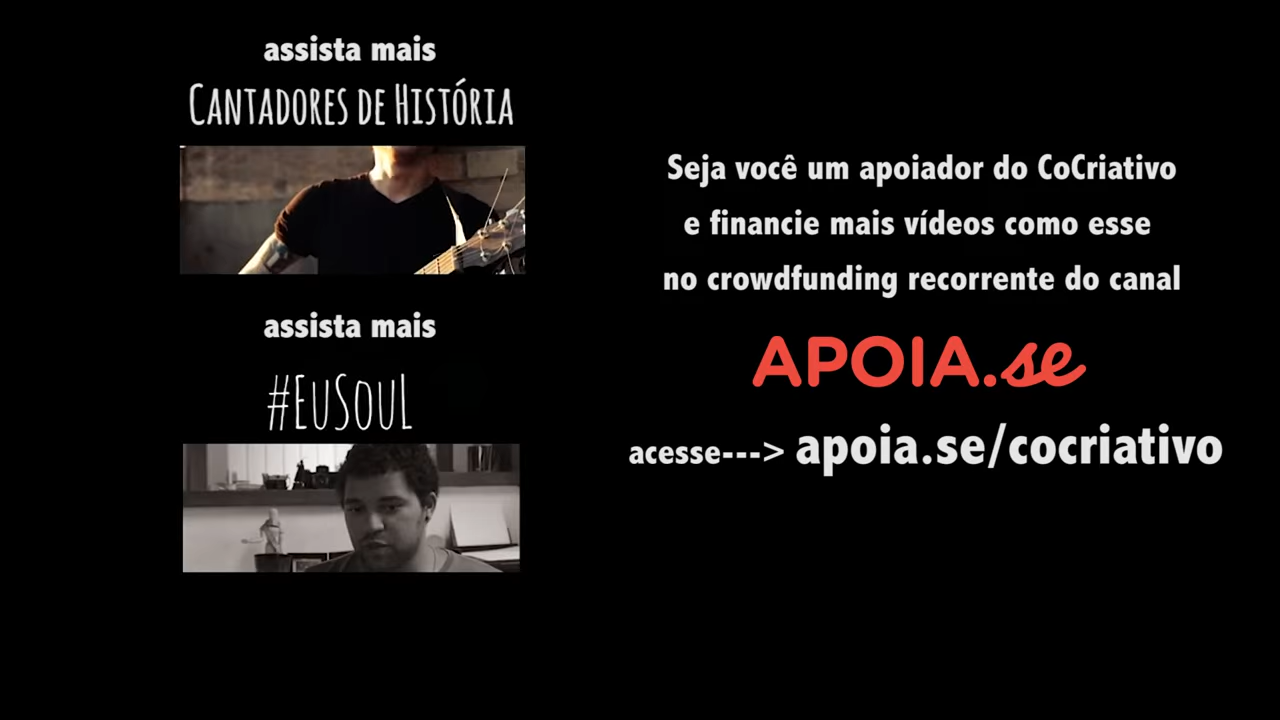 assista mais
Cantadores de História
assista mais
#EuSouL
Seja você um apoiador do CoCriativo
e financie mais vídeos como esse
no crowdfunding recorrente do canal
APOIA.se
acesse---> apoia.se/cocriativo